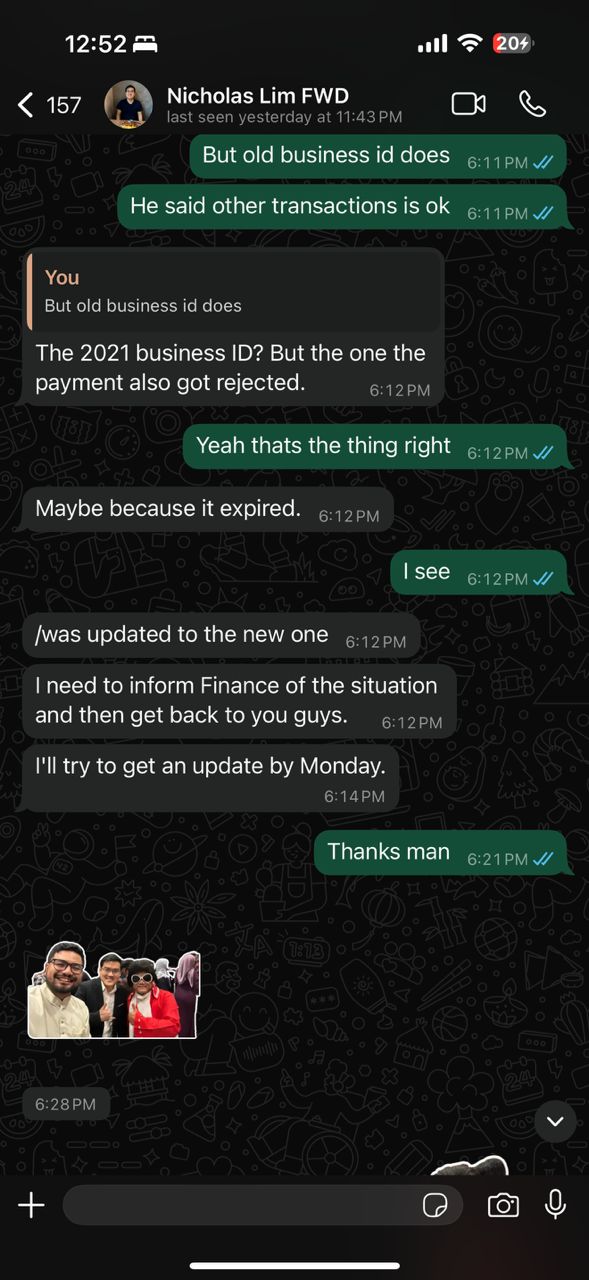 12:52
20
157
Nicholas Lim FWD
last seen yesterday at 11:43 PM
But old business id does 6:11 PM
He said other transactions is ok 6:11 PM
You
But old business id does
The 2021 business ID? But the one the
payment also got rejected. 6:12 PM
Yeah thats the thing right 6:12 PM
Maybe because it expired. 6:12 PM
I see 6:12 PM
/was updated to the new one 6:12 PM
I need to inform Finance of the situation
and then get back to you guys. 6:12 PM
I'll try to get an update by Monday.
6:14 PM
Thanks man 6:21 PM
6:28 PM